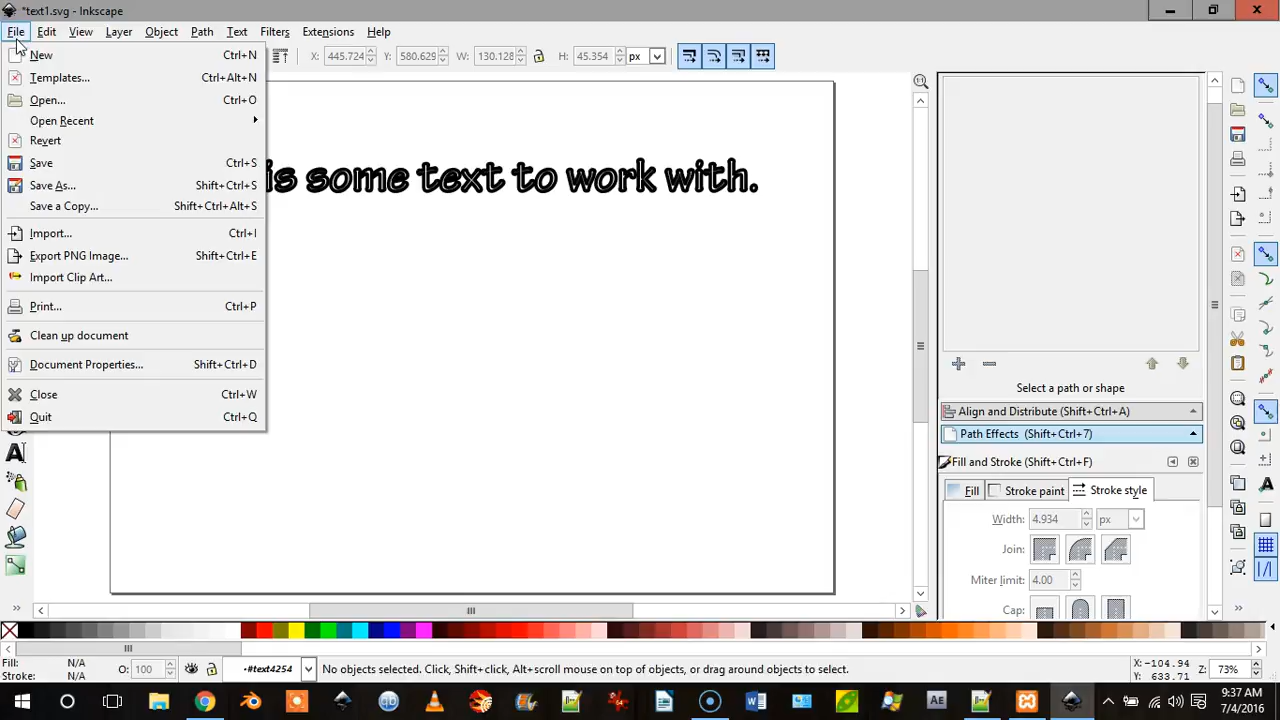 *text1.svg - Inkscape
File Edit View Layer Object Path Text Filters Extensions Help
X: 445.724 Y: 580.629 W: 130.128 H: 45.354 px
New Ctrl+N
Templates... Ctrl+Alt+N
Open... Ctrl+O
Open Recent
Revert
Save Ctrl+S
Save As... Shift+Ctrl+S
Save a Copy... Shift+Ctrl+Alt+S
Import... Ctrl+I
Export PNG Image... Shift+Ctrl+E
Import Clip Art...
Print... Ctrl+P
Clean up document
Document Properties... Shift+Ctrl+D
Close Ctrl+W
Quit Ctrl+Q
is some text to work with.
Select a path or shape
Align and Distribute (Shift+Ctrl+A)
Path Effects (Shift+Ctrl+7)
Fill and Stroke (Shift+Ctrl+F)
Fill Stroke paint Stroke style
Width: 4.934 px
Join:
Miter limit: 4.00
Cap:
Fill: N/A
Stroke: N/A
O: 100
•#text4254
No objects selected. Click, Shift+click, Alt+scroll mouse on top of objects, or drag around objects to select.
X: -104.94
Y: 633.71
Z: 73%
9:37 AM
7/4/2016